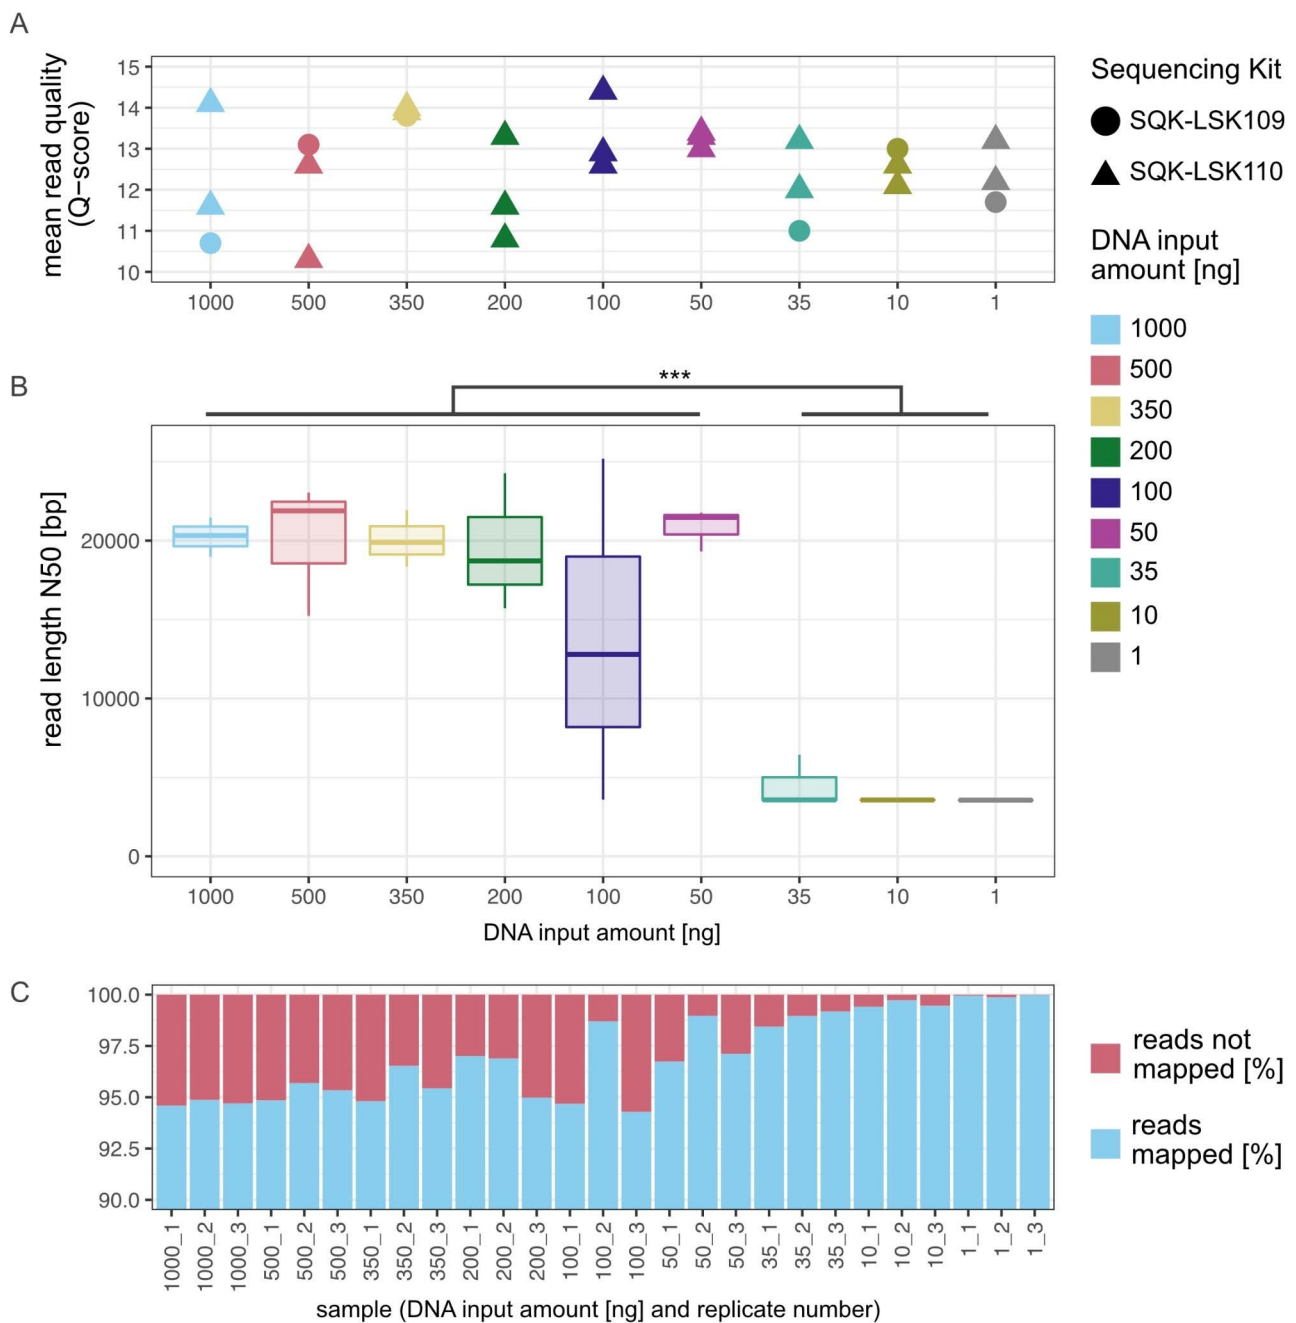 A
mean read quality
(Q−score)
15
14
13
12
11
10
1000 500 350 200 100 50 35 10 1
Sequencing Kit
SQK-LSK109
SQK-LSK110
DNA input
amount [ng]
1000
500
350
200
100
50
35
10
1
B
***
read length N50 [bp]
20000
10000
0
1000 500 350 200 100 50 35 10 1
DNA input amount [ng]
C
100.0
97.5
95.0
92.5
90.0
1000_1 1000_2 1000_3 500_1 500_2 500_3 350_1 350_2 350_3 200_1 200_2 200_3 100_1 100_2 100_3 50_1 50_2 50_3 35_1 35_2 35_3 10_1 10_2 10_3 1_1 1_2 1_3
sample (DNA input amount [ng] and replicate number)
reads not
mapped [%]
reads
mapped [%]